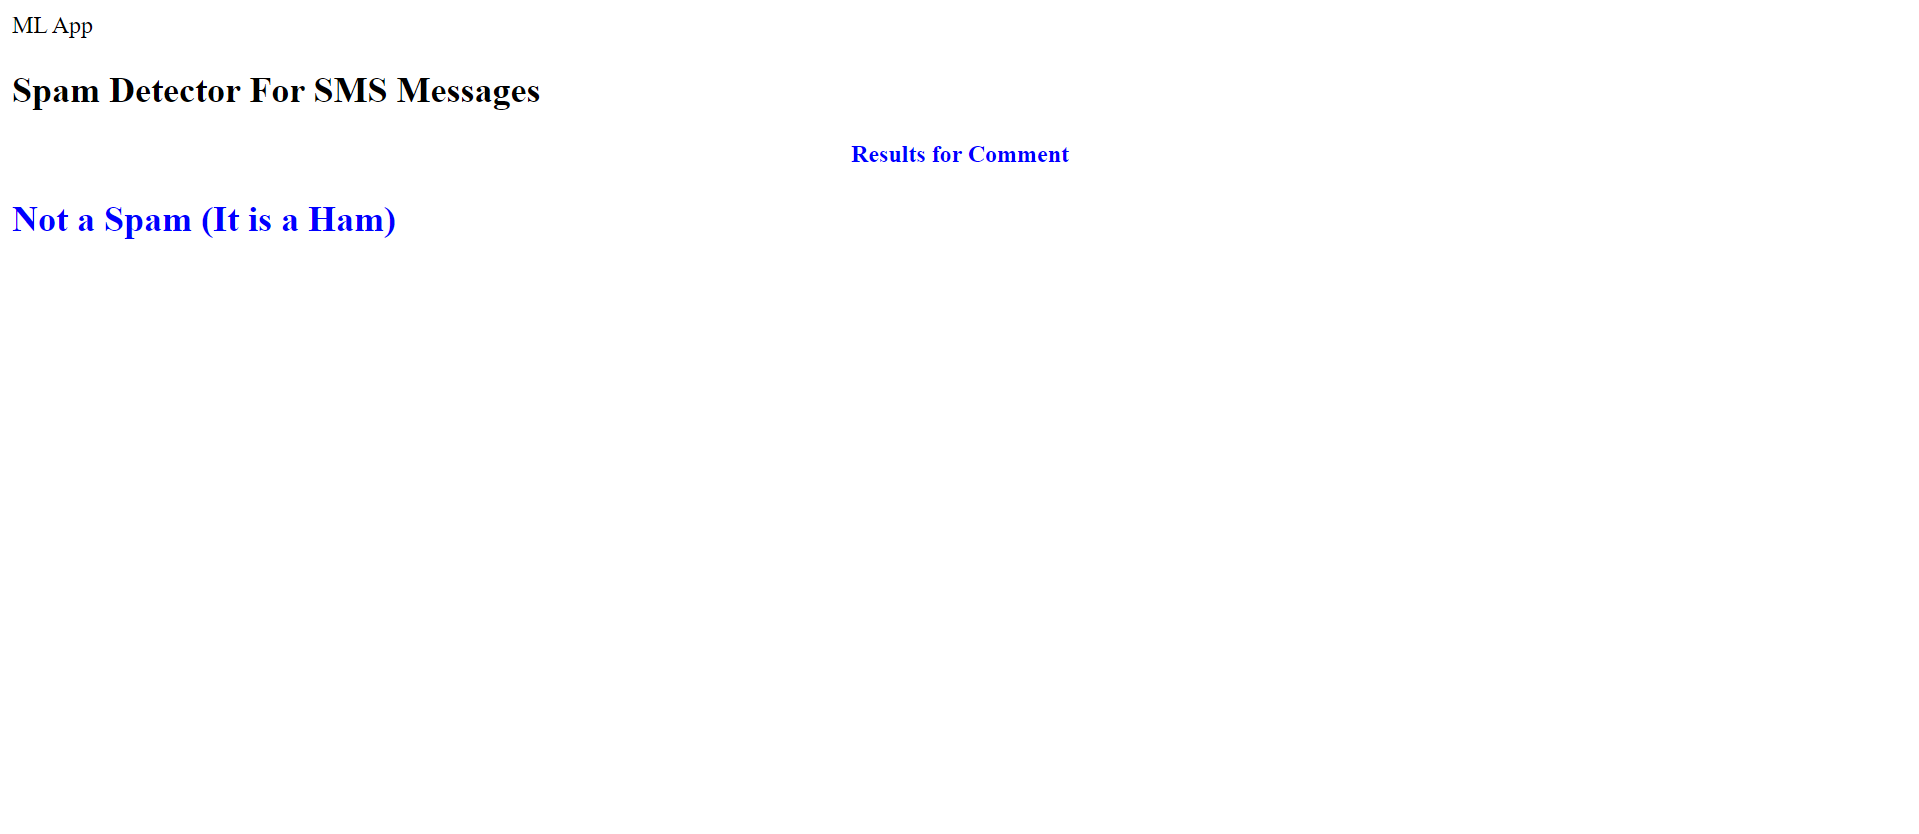 ML App
Spam Detector For SMS Messages
Results for Comment
Not a Spam (It is a Ham)